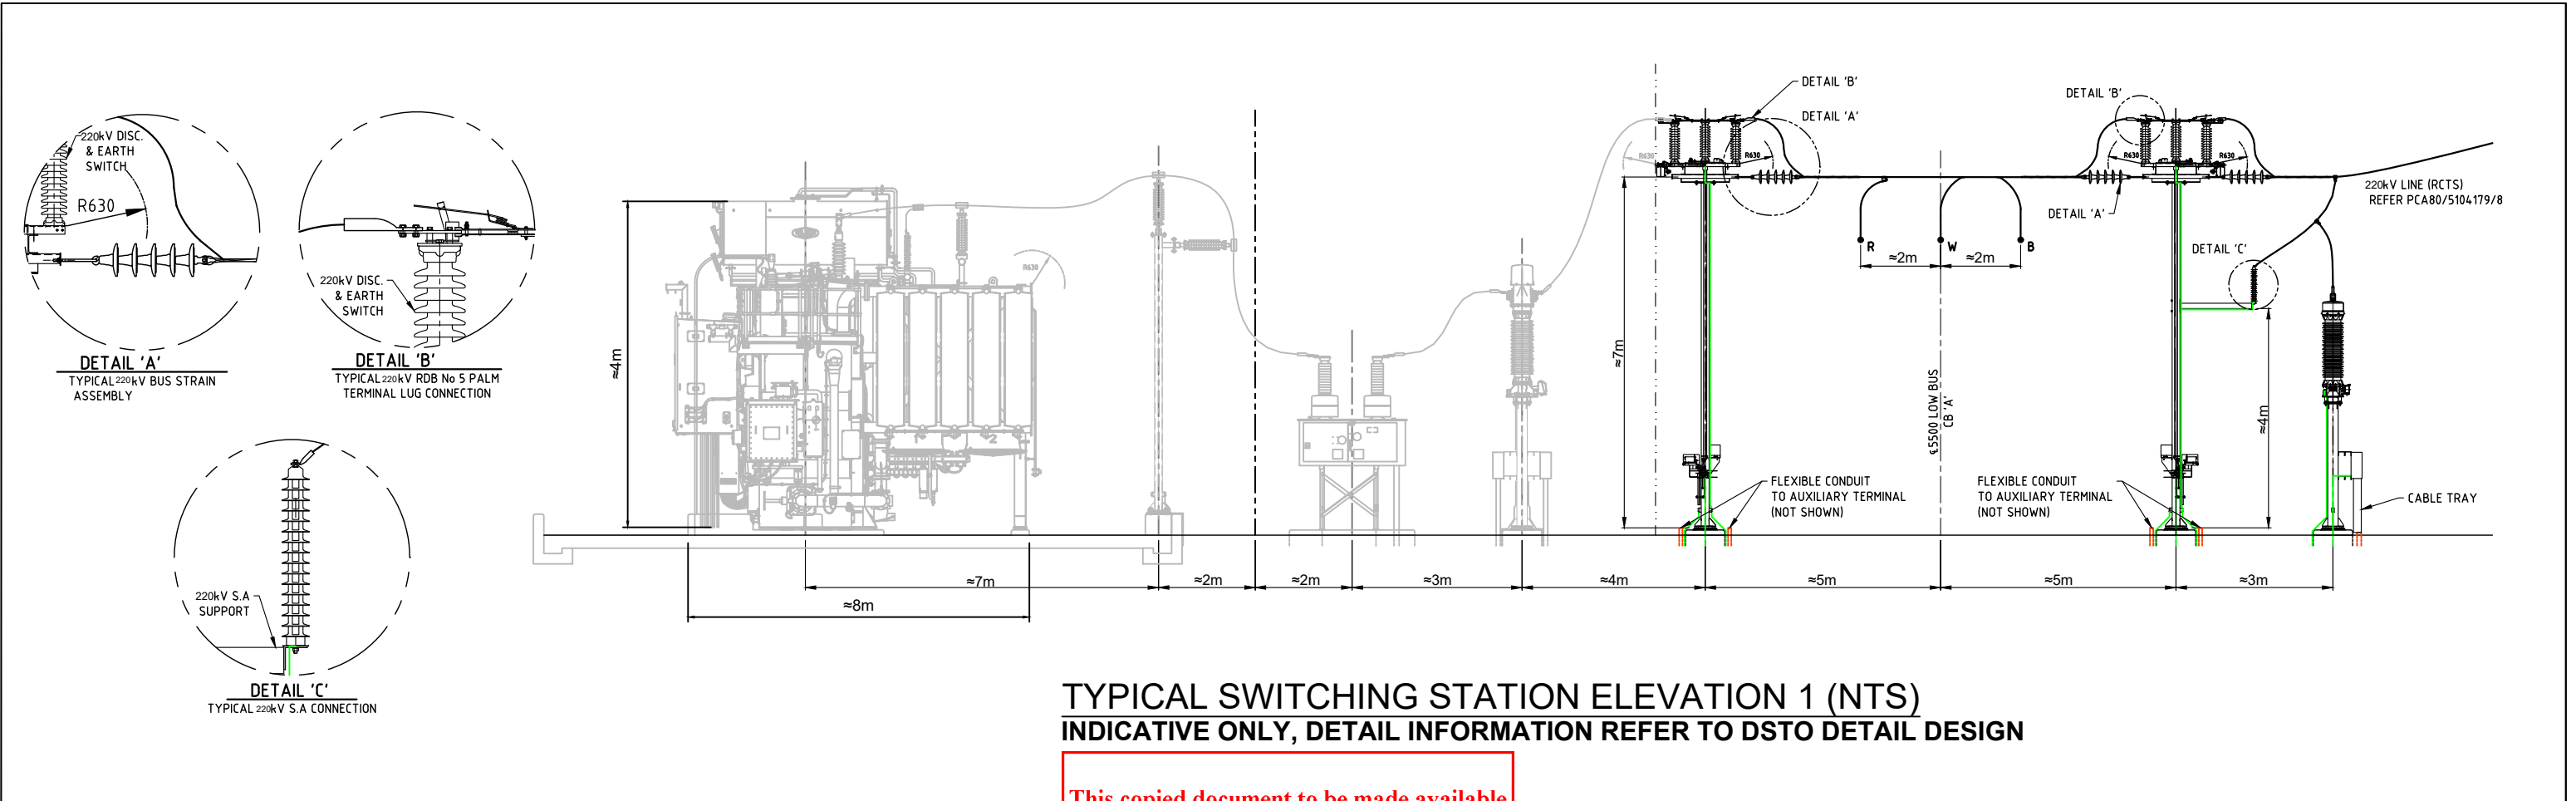 220kV DISC.
& EARTH
SWITCH
R630
DETAIL 'A'
TYPICAL 220kV BUS STRAIN
ASSEMBLY
220kV DISC.
& EARTH
SWITCH
DETAIL 'B'
TYPICAL 220kV RDB No 5 PALM
TERMINAL LUG CONNECTION
220kV S.A
SUPPORT
DETAIL 'C'
TYPICAL 220kV S.A CONNECTION
≈4m
R630
1
2
R630
R630
DETAIL 'B'
DETAIL 'A'
DETAIL 'B'
R630
R630
220kV LINE (RCTS)
REFER PCA80/5104179/8
DETAIL 'A'
DETAIL 'C'
R
W
B
≈2m
≈2m
≈7m
℄ 5500 LOW BUS
CB 'A'
≈4m
FLEXIBLE CONDUIT
TO AUXILIARY TERMINAL
(NOT SHOWN)
FLEXIBLE CONDUIT
TO AUXILIARY TERMINAL
(NOT SHOWN)
CABLE TRAY
≈7m
≈2m
≈2m
≈3m
≈4m
≈5m
≈5m
≈3m
≈8m
TYPICAL SWITCHING STATION ELEVATION 1 (NTS)
INDICATIVE ONLY, DETAIL INFORMATION REFER TO DSTO DETAIL DESIGN
This copied document to be made available